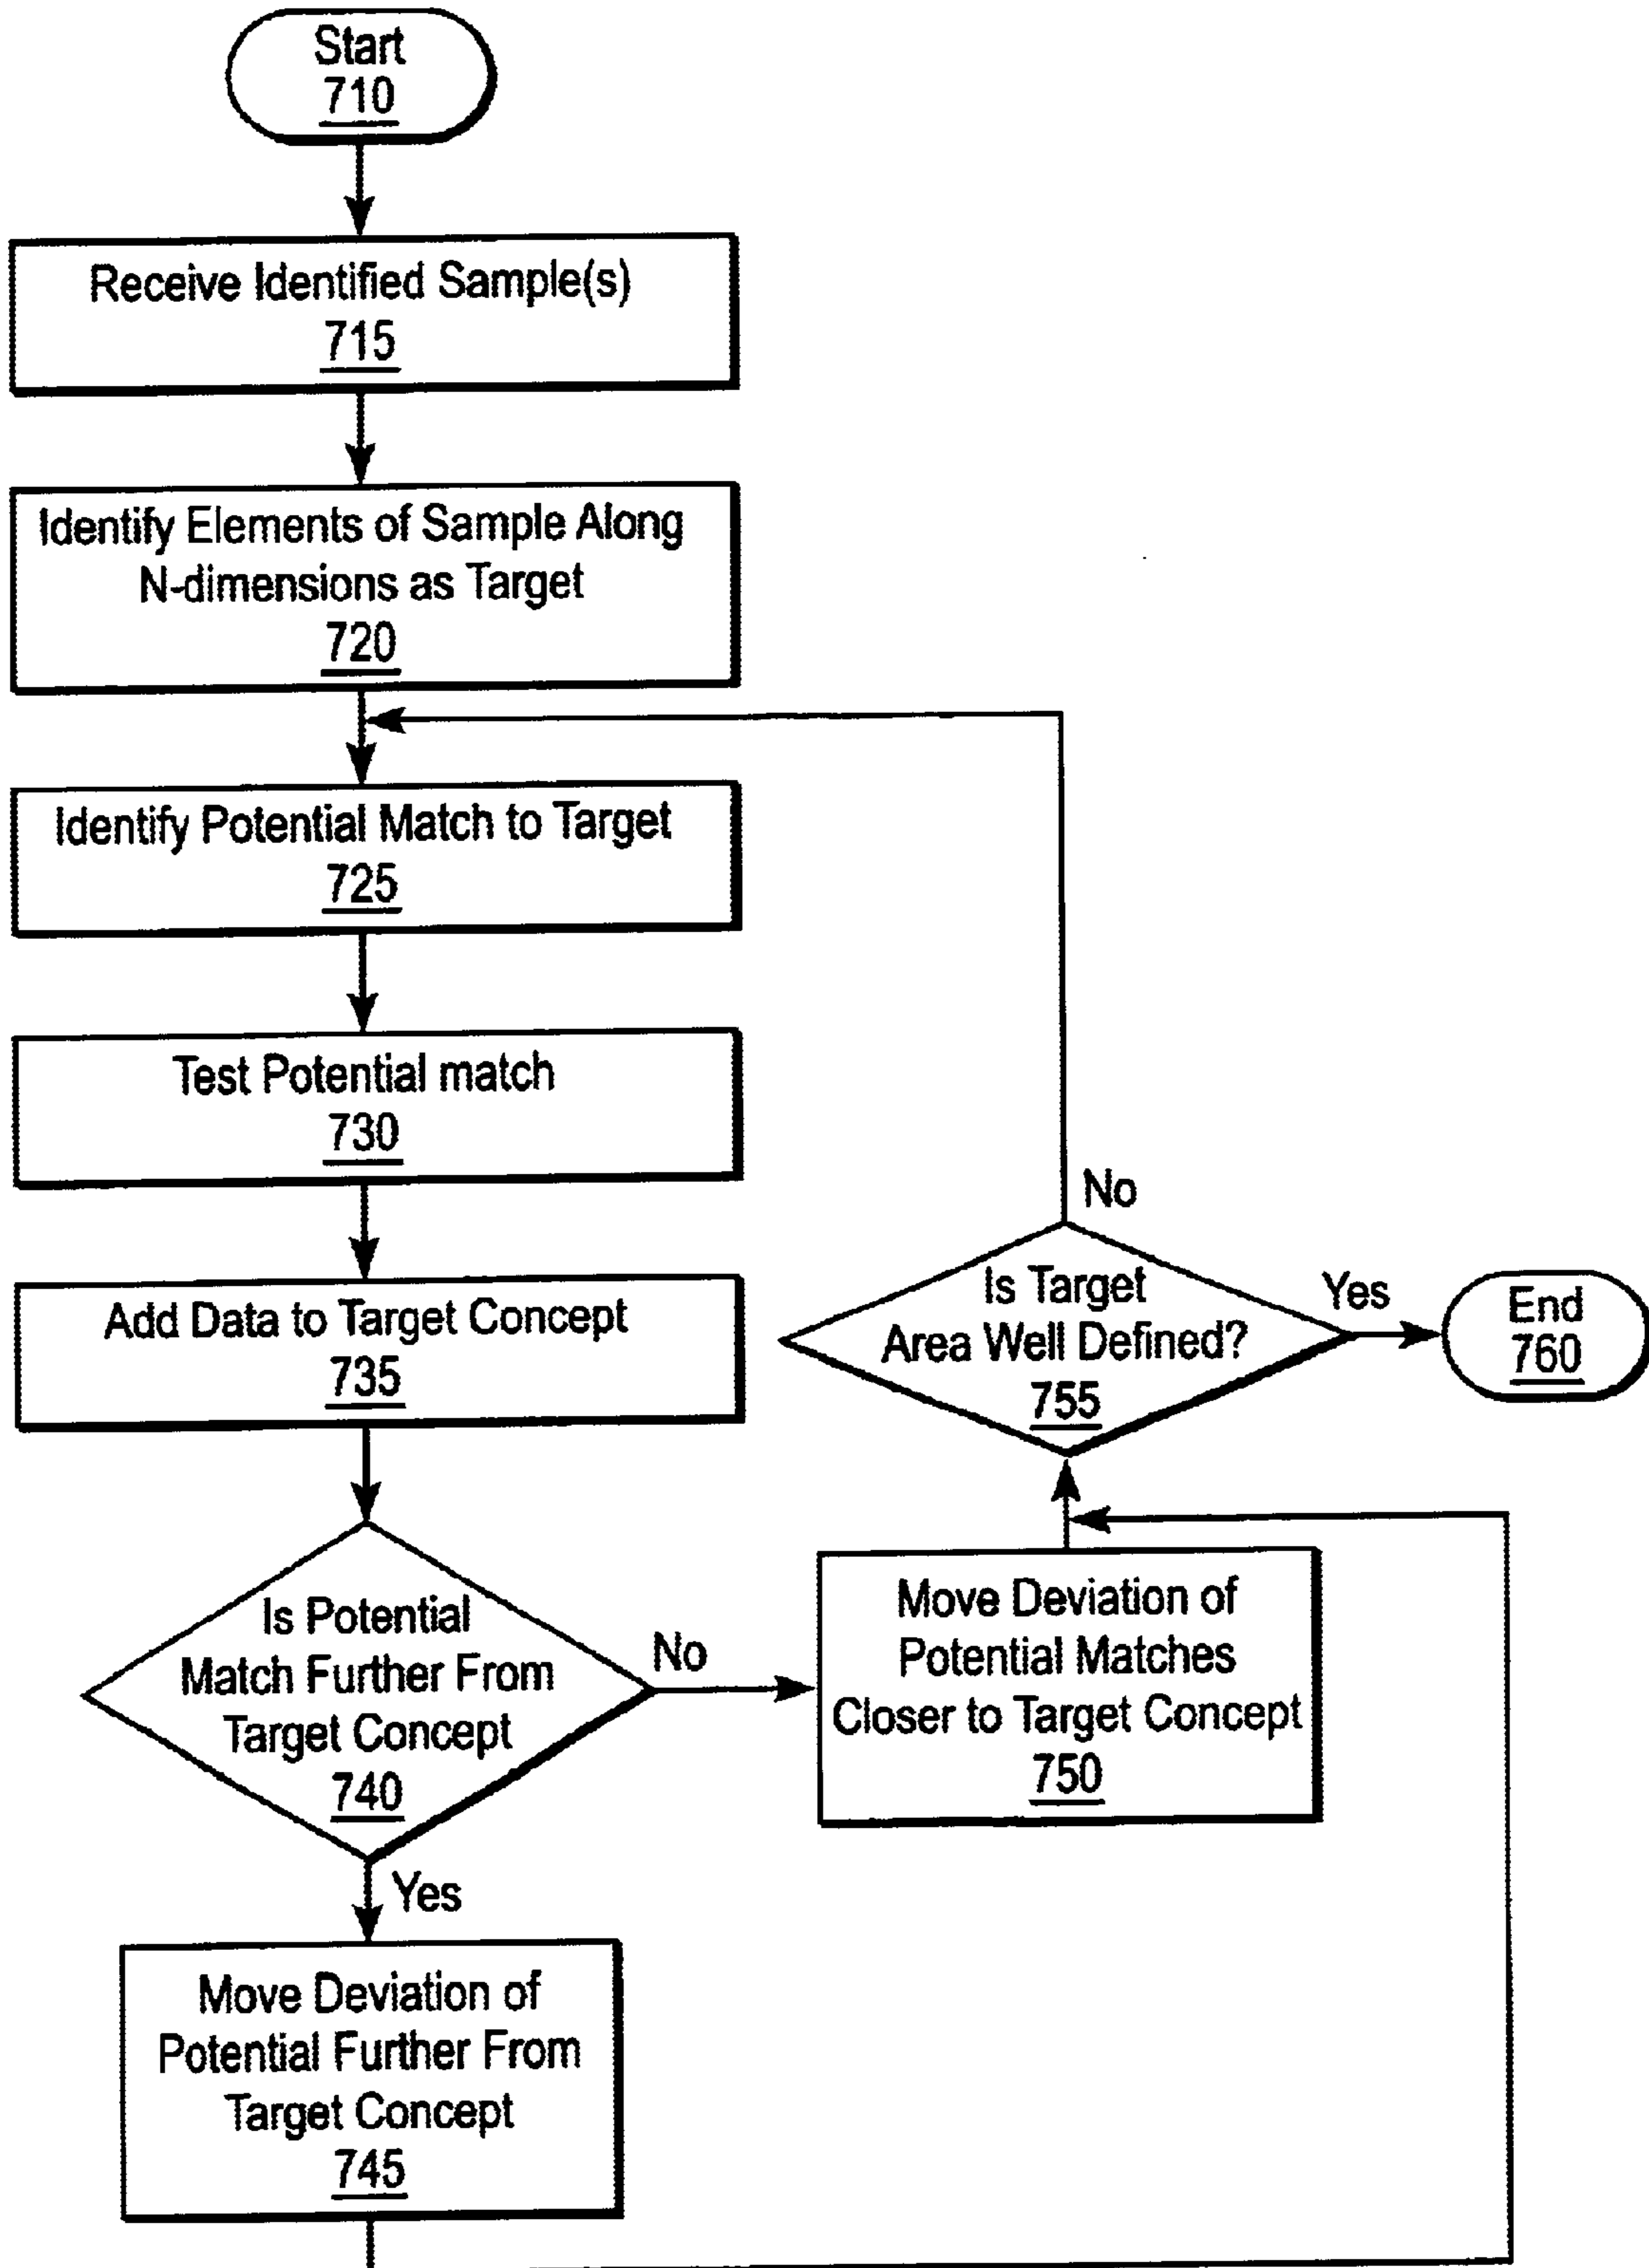 Start
710
Receive Identified Sample(s)
715
Identify Elements of Sample Along
N-dimensions as Target
720
Identify Potential Match to Target
725
Test Potential match
730
Add Data to Target Concept
735
Is Potential
Match Further From
Target Concept
740
No
Yes
Move Deviation of
Potential Further From
Target Concept
745
Move Deviation of
Potential Matches
Closer to Target Concept
750
Is Target
Area Well Defined?
755
No
Yes
End
760